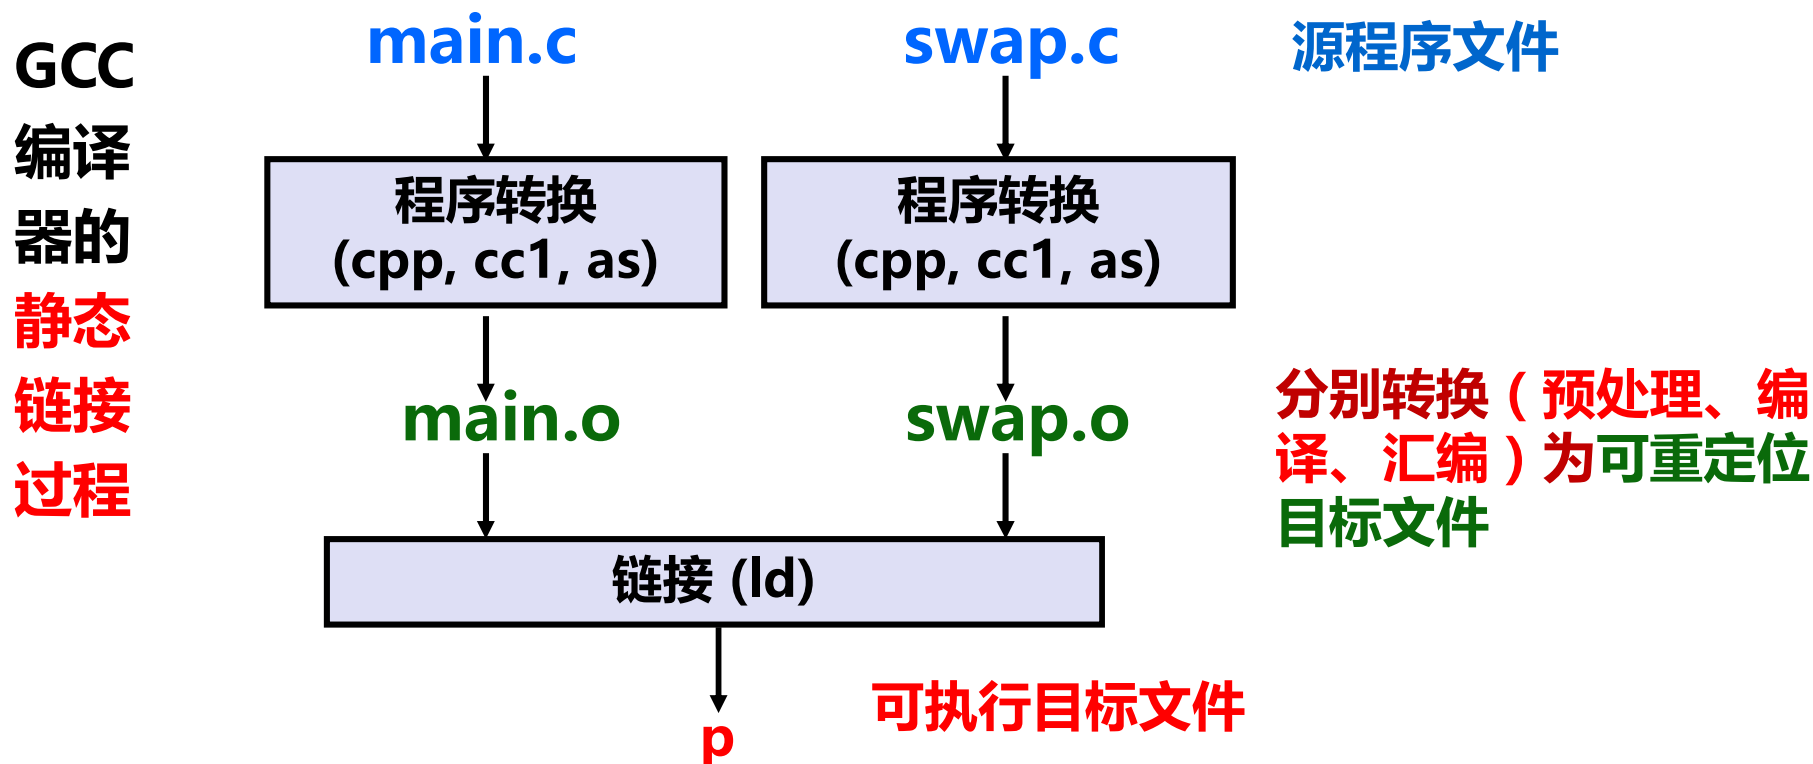 GCC
编译
器的
静态
链接
过程
main.c
swap.c
源程序文件
程序转换
(cpp, cc1, as)
程序转换
(cpp, cc1, as)
main.o
swap.o
分别转换（预处理、编
译、汇编）为可重定位
目标文件
链接 (ld)
可执行目标文件
p